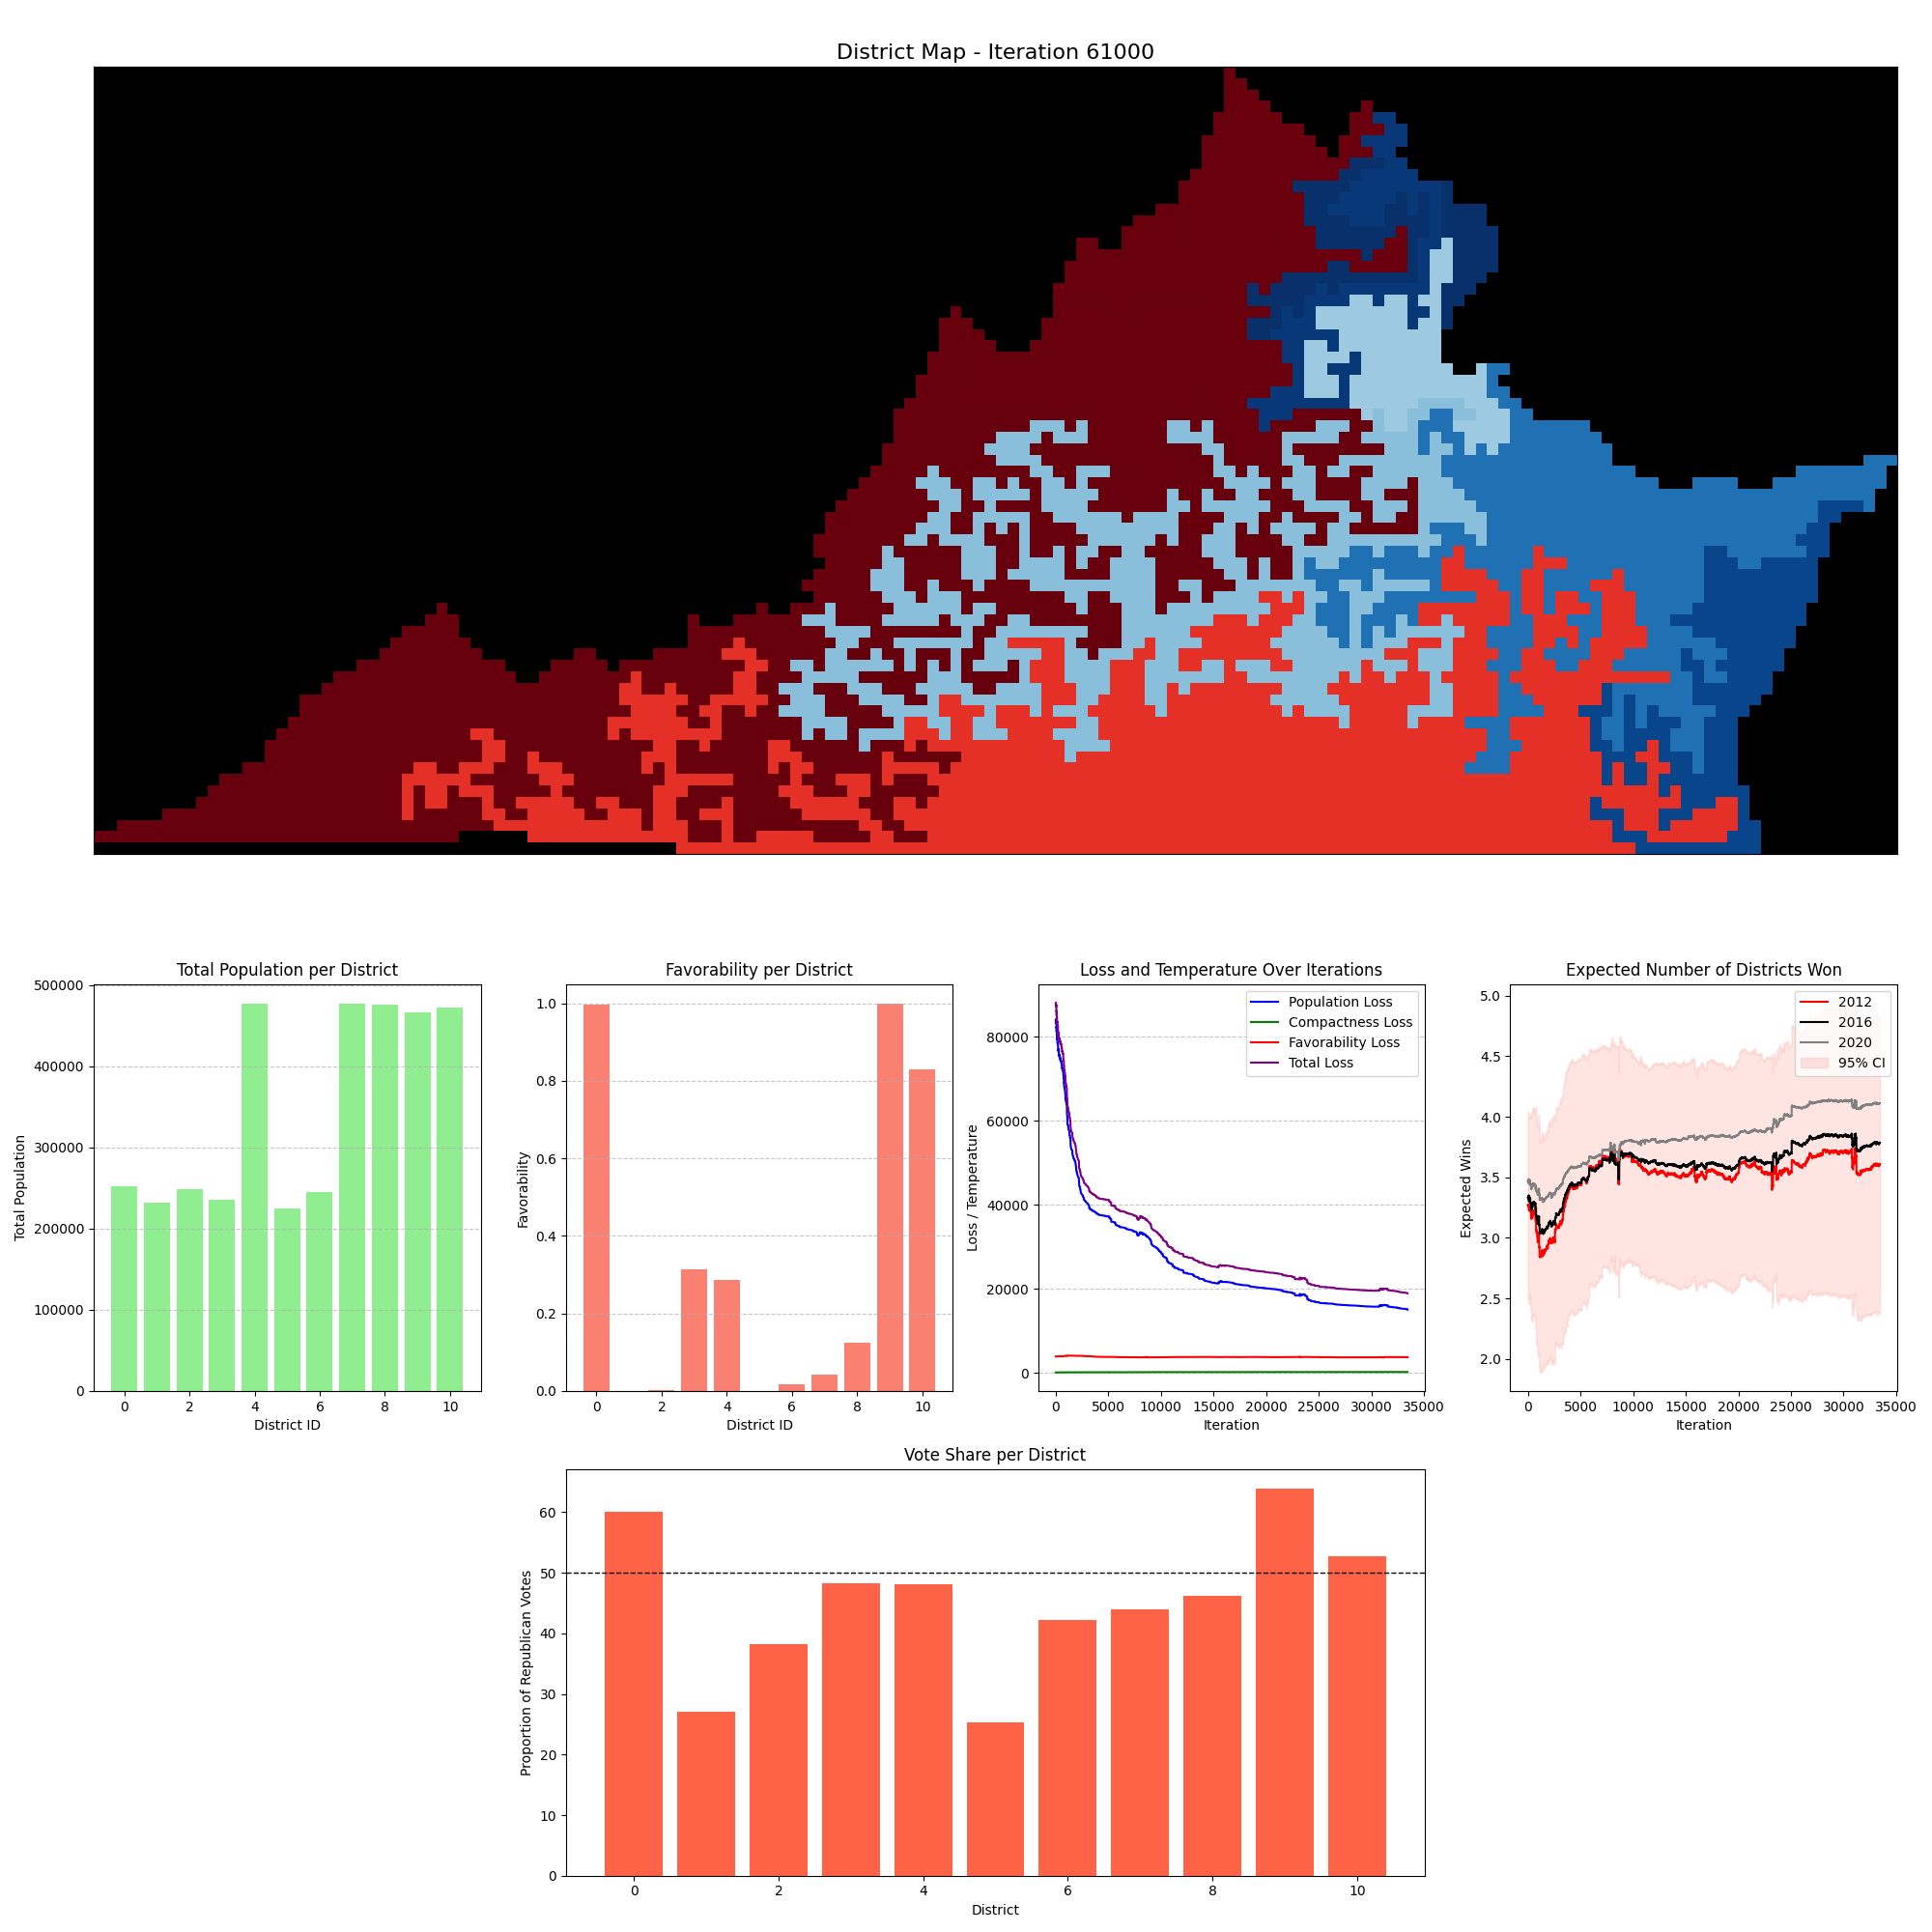 District Map - Iteration 61000
Total Population per District
Total Population
500000
400000
300000
200000
100000
0
0 2 4 6 8 10
District ID
Favorability per District
Favorability
1.0
0.8
0.6
0.4
0.2
0.0
0 2 4 6 8 10
District ID
Loss and Temperature Over Iterations
Loss / Temperature
80000
60000
40000
20000
0
Population Loss
Compactness Loss
Favorability Loss
Total Loss
0 5000 10000 15000 20000 25000 30000 35000
Iteration
Expected Number of Districts Won
Expected Wins
5.0
4.5
4.0
3.5
3.0
2.5
2.0
2012
2016
2020
95% CI
0 5000 10000 15000 20000 25000 30000 35000
Iteration
Vote Share per District
Proportion of Republican Votes
60
50
40
30
20
10
0
0 2 4 6 8 10
District